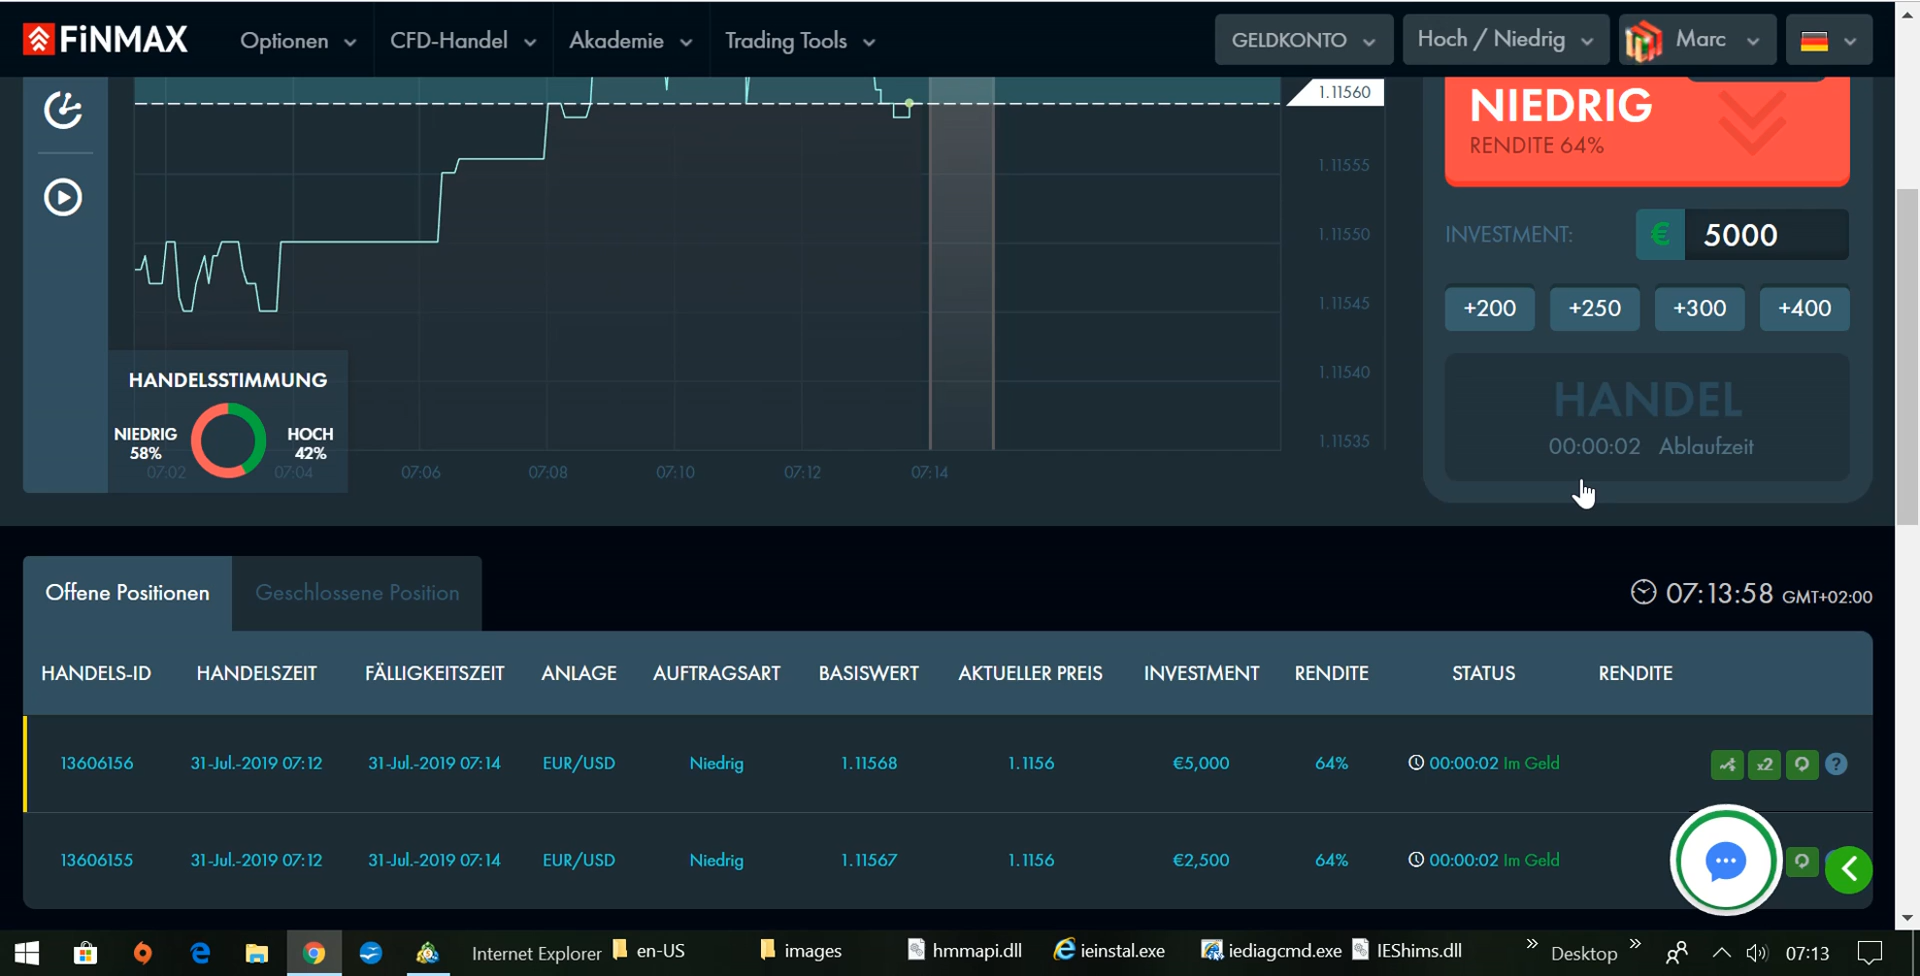 FiNMAX
Optionen
CFD-Handel
Akademie
Trading Tools
GELDKONTO
Hoch / Niedrig
Marc
1.11560
1.11555
1.11550
1.11545
1.11540
1.11535
HANDELSSTIMMUNG
NIEDRIG
58%
HOCH
42%
07:02
07:04
07:06
07:08
07:10
07:12
07:14
NIEDRIG
RENDITE 64%
INVESTMENT:
€
5000
+200
+250
+300
+400
HANDEL
00:00:02 Ablaufzeit
Offene Positionen
Geschlossene Position
07:13:58 GMT+02:00
HANDELS-ID HANDELSZEIT FÄLLIGKEITSZEIT ANLAGE AUFTRAGSART BASISWERT AKTUELLER PREIS INVESTMENT RENDITE STATUS RENDITE
13606156 31-Jul.-2019 07:12 31-Jul.-2019 07:14 EUR/USD Niedrig 1.11568 1.1156 €5,000 64% 00:00:02 Im Geld x2 ?
13606155 31-Jul.-2019 07:12 31-Jul.-2019 07:14 EUR/USD Niedrig 1.11567 1.1156 €2,500 64% 00:00:02 Im Geld
Internet Explorer
en-US
images
hmmapi.dll
ieinstal.exe
iediagcmd.exe
IEShims.dll
»
Desktop
»
07:13